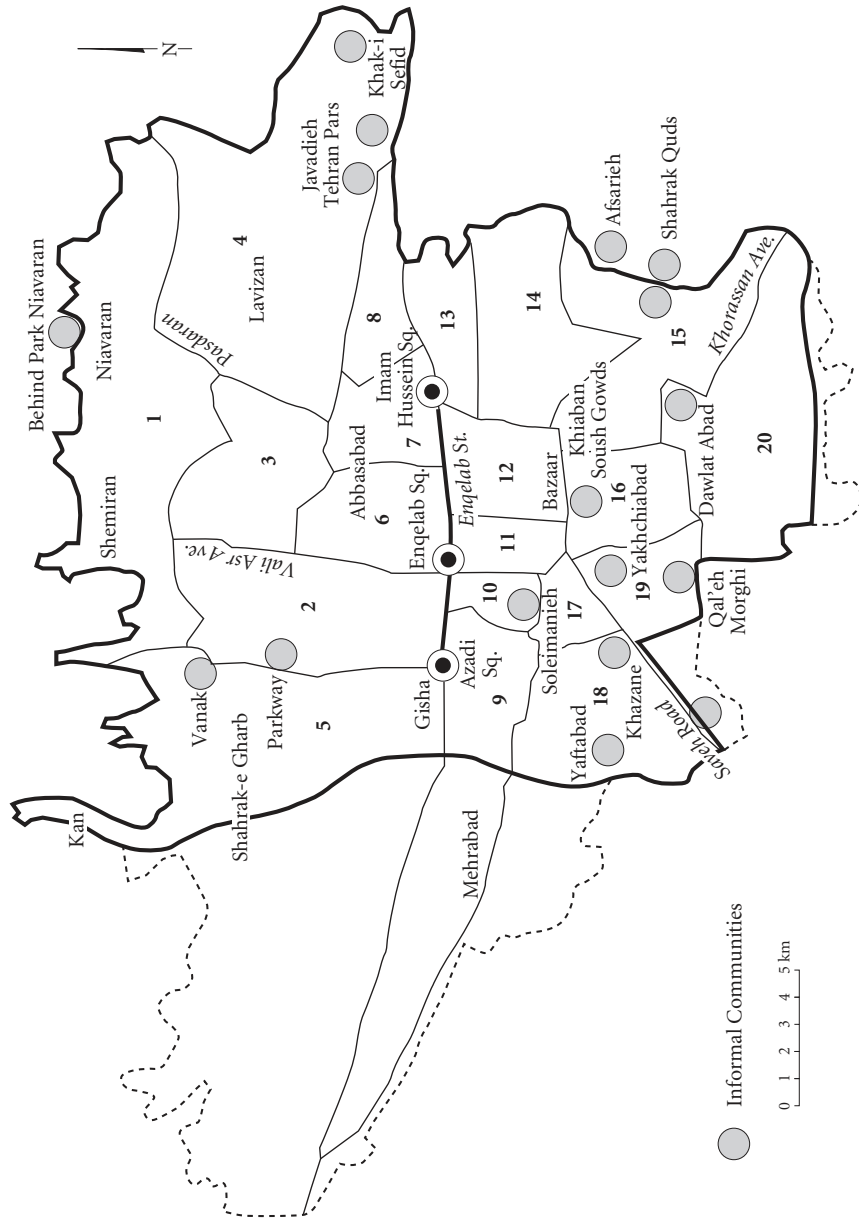 N
Behind Park Niavaran
Niavaran
Shemiran
Kan
1
Pasdaran
4
Lavizan
Javadieh
Tehran Pars
Khak-i
Sefid
3
Vali Asr Ave.
2
Vanak
Parkway
5
Shahrak-e Gharb
8
Imam
Hussein Sq.
7
Abbasabad
6
Enqelab Sq.
Enqelab St.
13
14
12
11
10
Gisha
Azadi
Sq.
9
Mehrabad
Bazaar
Khiaban
Soush Gowds
16
Soleimanieh
17
Yaftabad
18
Khazane
19
Yakhchiabad
Saveh Road
Qal'eh
Morghi
Dawlat Abad
15
Afsarieh
Shahrak Quds
Khorassan Ave.
20
Informal Communities
0 1 2 3 4 5 km